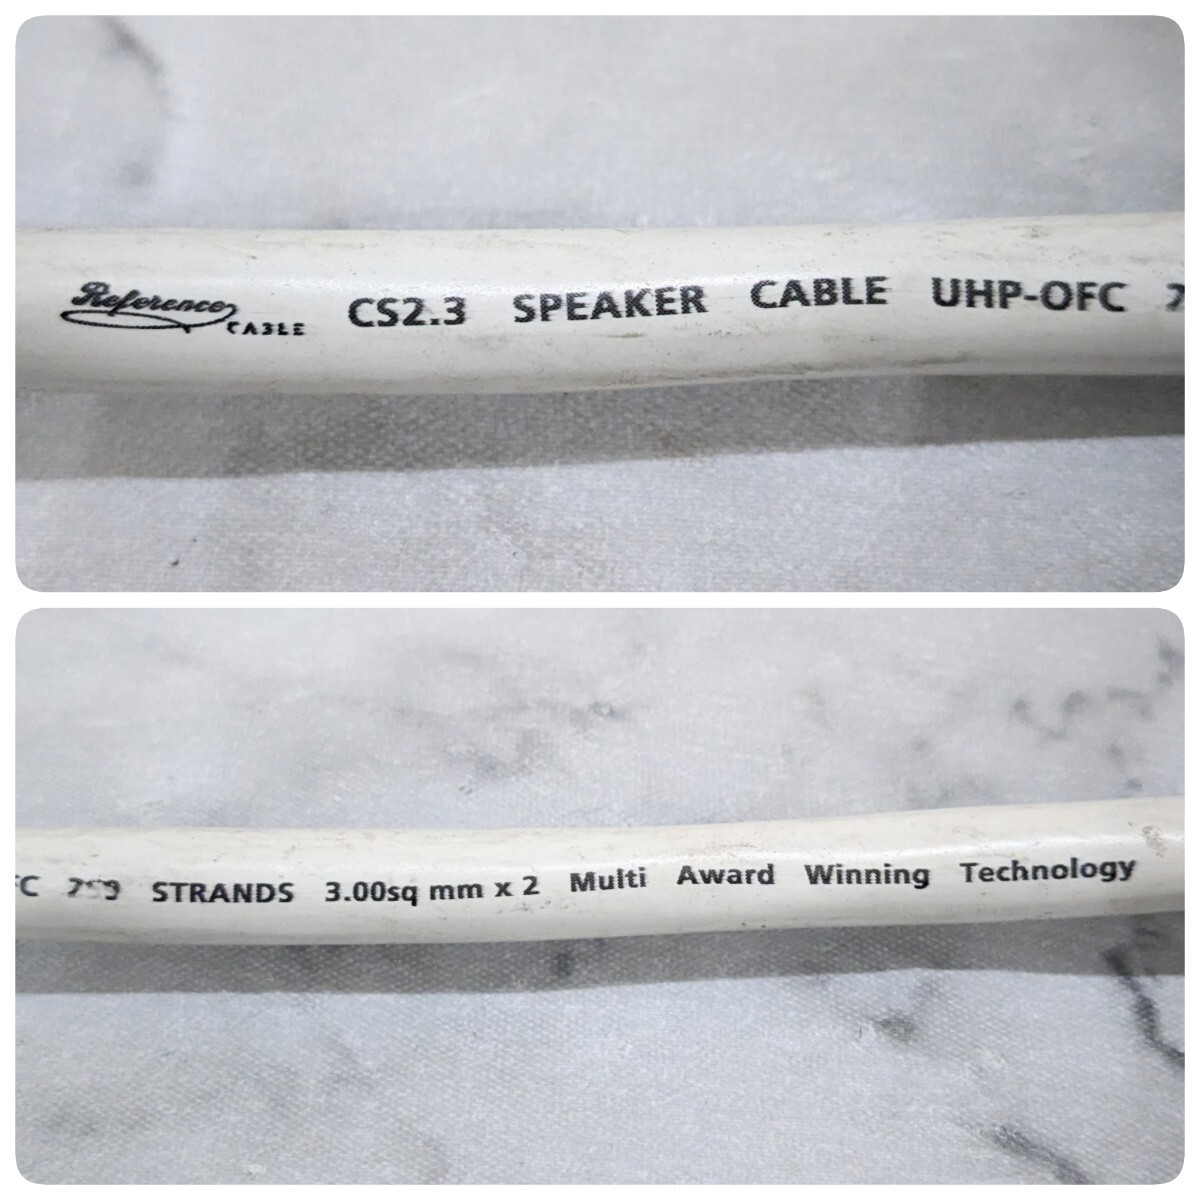 Reference CABLE CS2.3 SPEAKER CABLE UHP-OFC
STRANDS 3.00sq mm x 2 Multi Award Winning Technology